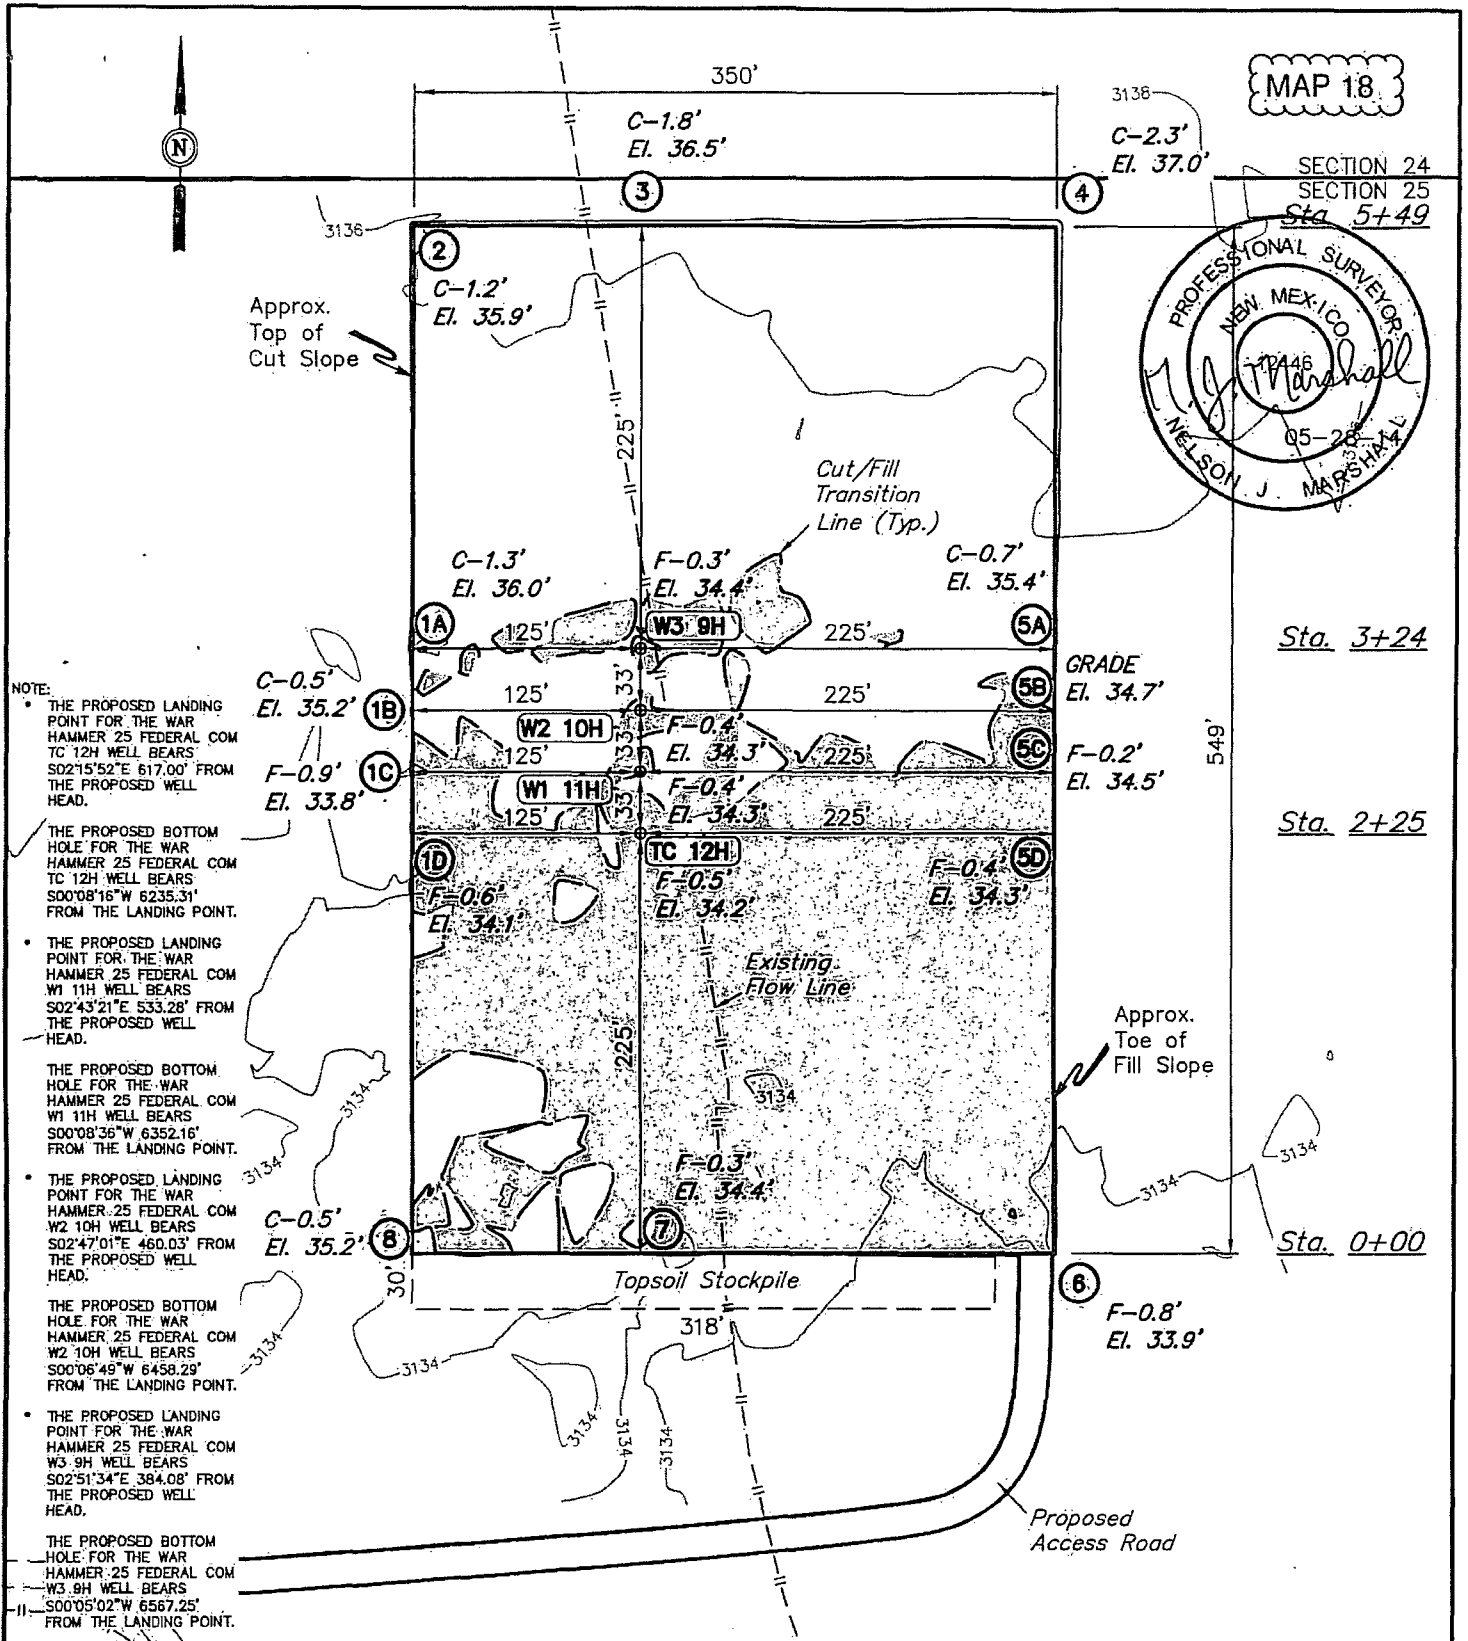 350'
MAP 18
3138
C-1.8'
El. 36.5'
C-2.3'
El. 37.0'
N
SECTION 24
SECTION 25
3
4
Sta. 5+49
3136
2
C-1.2'
El. 35.9'
PROFESSIONAL SURVEYOR
NEW MEXICO
12446
N. J. Marshall
05-28-14
NELSON J. MARSHALL
Approx.
Top of
Cut Slope
225'
Cut/Fill
Transition
Line (Typ.)
C-1.3'
El. 36.0'
F-0.3'
El. 34.4'
C-0.7'
El. 35.4'
1A
125'
W3 9H
225'
5A
Sta. 3+24
33'
GRADE
El. 34.7'
C-0.5'
El. 35.2'
1B
125'
225'
5B
W2 10H
33'
F-0.4'
El. 34.3'
F-0.9'
El. 33.8'
1C
125'
225'
5C
F-0.2'
El. 34.5'
W1 11H
33'
F-0.4'
El. 34.3'
125'
225'
Sta. 2+25
549'
1D
TC 12H
5D
F-0.6'
El. 34.1'
F-0.5'
El. 34.2'
F-0.4'
El. 34.3'
Existing
Flow Line
225'
Approx.
Toe of
Fill Slope
3134
3134
3134
3134
3134
F-0.3'
El. 34.4'
C-0.5'
El. 35.2'
8
7
Sta. 0+00
30'
Topsoil Stockpile
6
F-0.8'
El. 33.9'
318'
3134
3134
3134
3134
3134
Proposed
Access Road
NOTE:
• THE PROPOSED LANDING
POINT FOR THE WAR
HAMMER 25 FEDERAL COM
TC 12H WELL BEARS
S02°15'52"E 617.00' FROM
THE PROPOSED WELL
HEAD.
THE PROPOSED BOTTOM
HOLE FOR THE WAR
HAMMER 25 FEDERAL COM
TC 12H WELL BEARS
S00°08'16"W 6235.31'
FROM THE LANDING POINT.
• THE PROPOSED LANDING
POINT FOR THE WAR
HAMMER 25 FEDERAL COM
W1 11H WELL BEARS
S02°43'21"E 533.28' FROM
THE PROPOSED WELL
HEAD.
THE PROPOSED BOTTOM
HOLE FOR THE WAR
HAMMER 25 FEDERAL COM
W1 11H WELL BEARS
S00°08'36"W 6352.16'
FROM THE LANDING POINT.
• THE PROPOSED LANDING
POINT FOR THE WAR
HAMMER 25 FEDERAL COM
W2 10H WELL BEARS
S02°47'01"E 460.03' FROM
THE PROPOSED WELL
HEAD.
THE PROPOSED BOTTOM
HOLE FOR THE WAR
HAMMER 25 FEDERAL COM
W2 10H WELL BEARS
S00°06'49"W 6458.29'
FROM THE LANDING POINT.
• THE PROPOSED LANDING
POINT FOR THE WAR
HAMMER 25 FEDERAL COM
W3 9H WELL BEARS
S02°51'34"E 384.08' FROM
THE PROPOSED WELL
HEAD.
THE PROPOSED BOTTOM
HOLE FOR THE WAR
HAMMER 25 FEDERAL COM
W3 9H WELL BEARS
S00°05'02"W 6567.25'
FROM THE LANDING POINT.